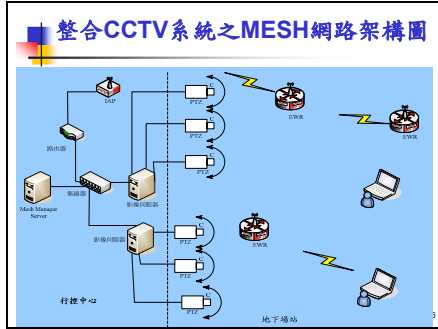 整合CCTV系統之MESH網路架構圖
IAP
路由器
Mesh Manager
Server
集線器
影像伺服器
影像伺服器
C
PTZ
C
PTZ
C
PTZ
C
PTZ
C
PTZ
C
PTZ
EWR
EWR
EWR
行控中心
地下場站